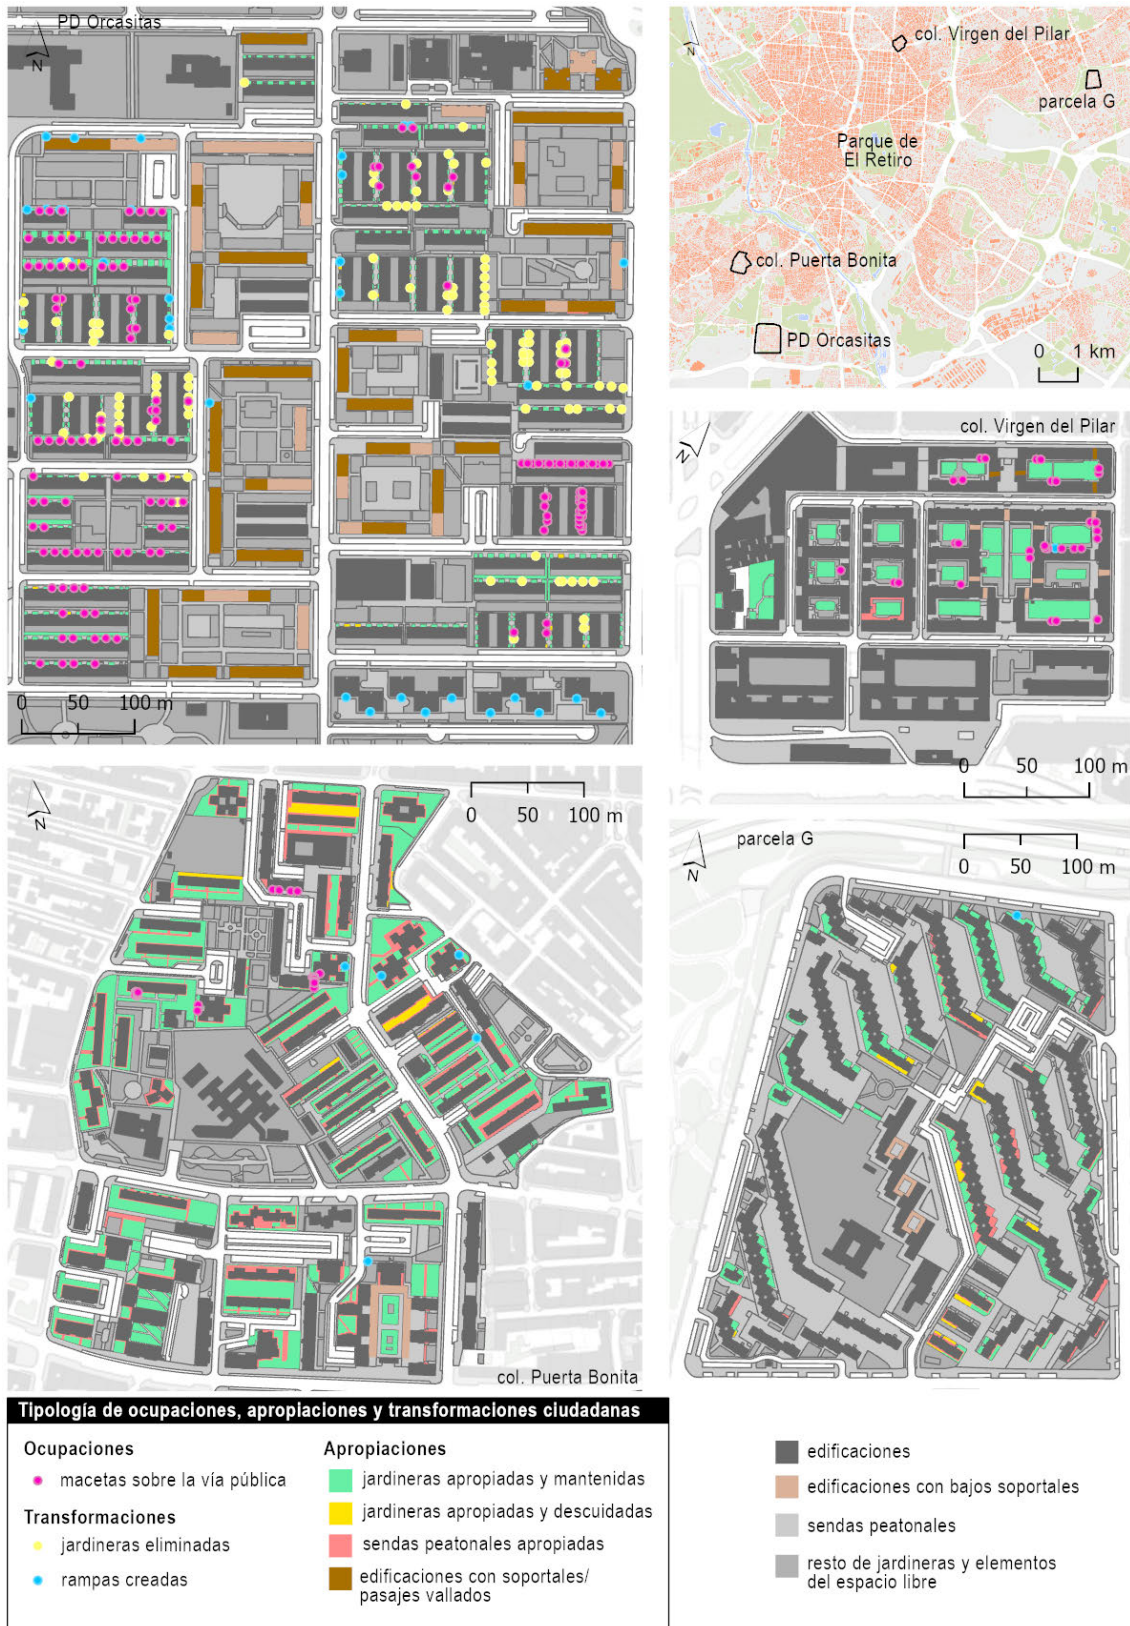 PD Orcasitas
N
0 50 100 m
N
col. Virgen del Pilar
parcela G
Parque de
El Retiro
col. Puerta Bonita
PD Orcasitas
0 1 km
col. Virgen del Pilar
N
0 50 100 m
N
0 50 100 m
col. Puerta Bonita
parcela G
N
0 50 100 m
Tipología de ocupaciones, apropiaciones y transformaciones ciudadanas
Ocupaciones
macetas sobre la vía pública
Transformaciones
jardineras eliminadas
rampas creadas
Apropiaciones
jardineras apropiadas y mantenidas
jardineras apropiadas y descuidadas
sendas peatonales apropiadas
edificaciones con soportales/
pasajes vallados
edificaciones
edificaciones con bajos soportales
sendas peatonales
resto de jardineras y elementos
del espacio libre